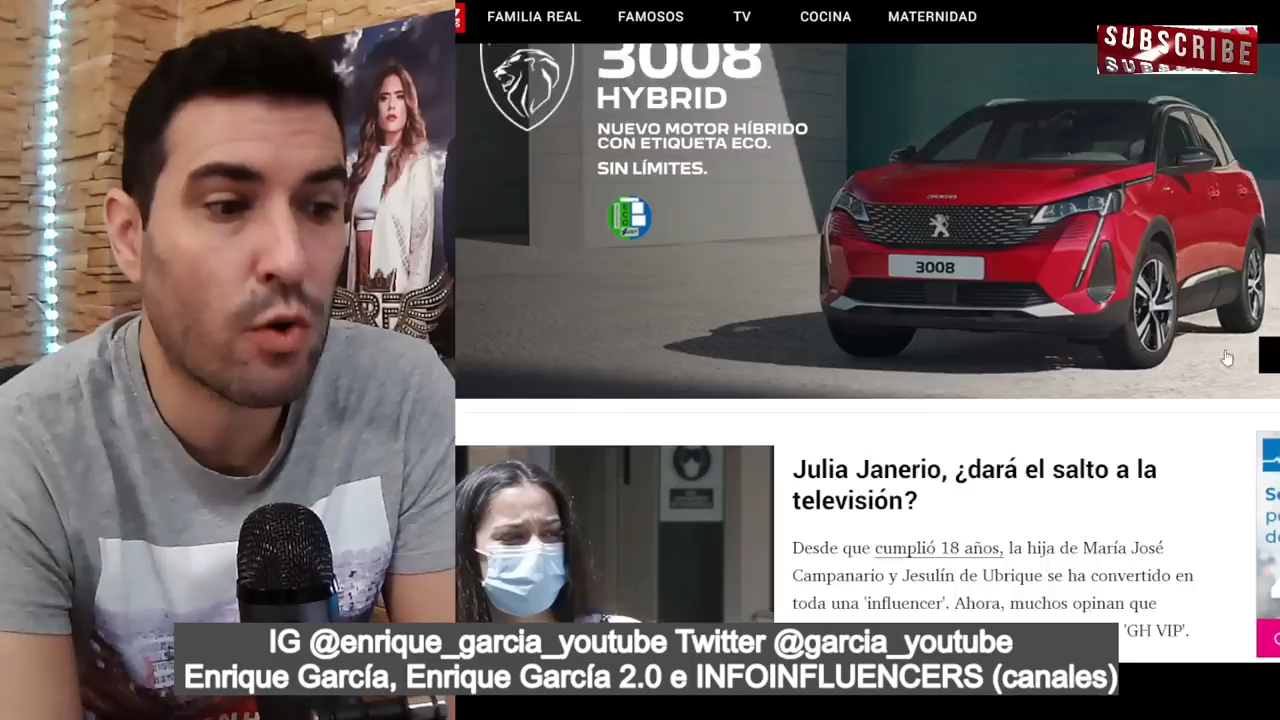 FAMILIA REAL FAMOSOS TV COCINA MATERNIDAD
SUBSCRIBE
3008
HYBRID
NUEVO MOTOR HÍBRIDO
CON ETIQUETA ECO.
SIN LÍMITES.
ECO
3008
Julia Janerio, ¿dará el salto a la
televisión?
Desde que cumplió 18 años, la hija de María José
Campanario y Jesulín de Ubrique se ha convertido en
toda una 'influencer'. Ahora, muchos opinan que
'GH VIP'.
IG @enrique_garcia_youtube Twitter @garcia_youtube
Enrique García, Enrique García 2.0 e INFOINFLUENCERS (canales)